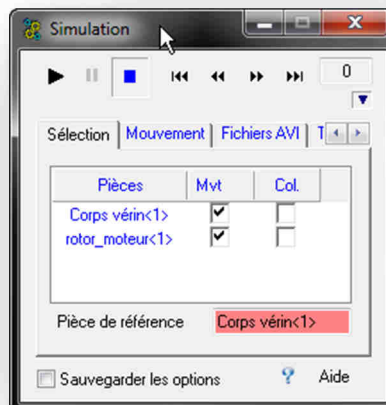 Simulation
0
Sélection Mouvement Fichiers AVI T
Pièces Mvt Col.
Corps vérin<1>
rotor_moteur<1>
Pièce de référence Corps vérin<1>
Sauvegarder les options ? Aide